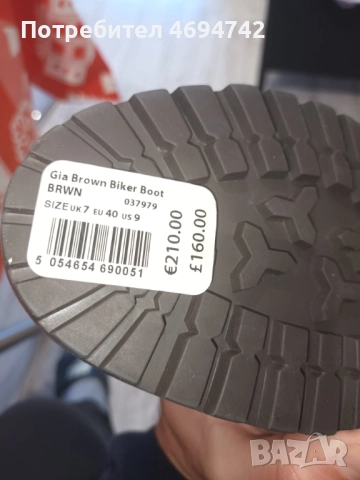 Потребител 4694742
Gia Brown Biker Boot
BRWN
037979
SIZE UK 7 EU 40 US 9
€210.00
£160.00
5 054654 690051
BAZAR